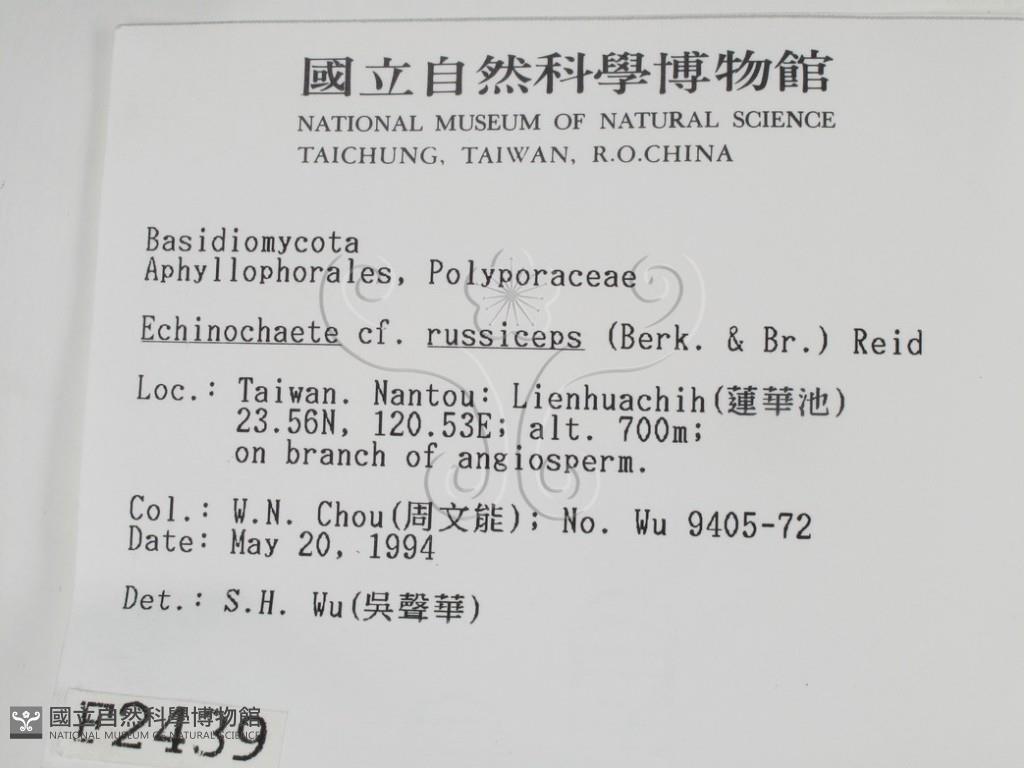 國立自然科學博物館
NATIONAL MUSEUM OF NATURAL SCIENCE
TAICHUNG, TAIWAN, R.O.CHINA
Basidiomycota
Aphyllophorales, Polyporaceae
Echinochaete cf. russiceps (Berk. & Br.) Reid
Loc.: Taiwan. Nantou: Lienhuachih(蓮華池)
23.56N, 120.53E; alt. 700m;
on branch of angiosperm.
Col.: W.N. Chou(周文能); No. Wu 9405-72
Date: May 20, 1994
Det.: S.H. Wu(吳聲華)
F2439
國立自然科學博物館
NATIONAL MUSEUM OF NATURAL SCIENCE